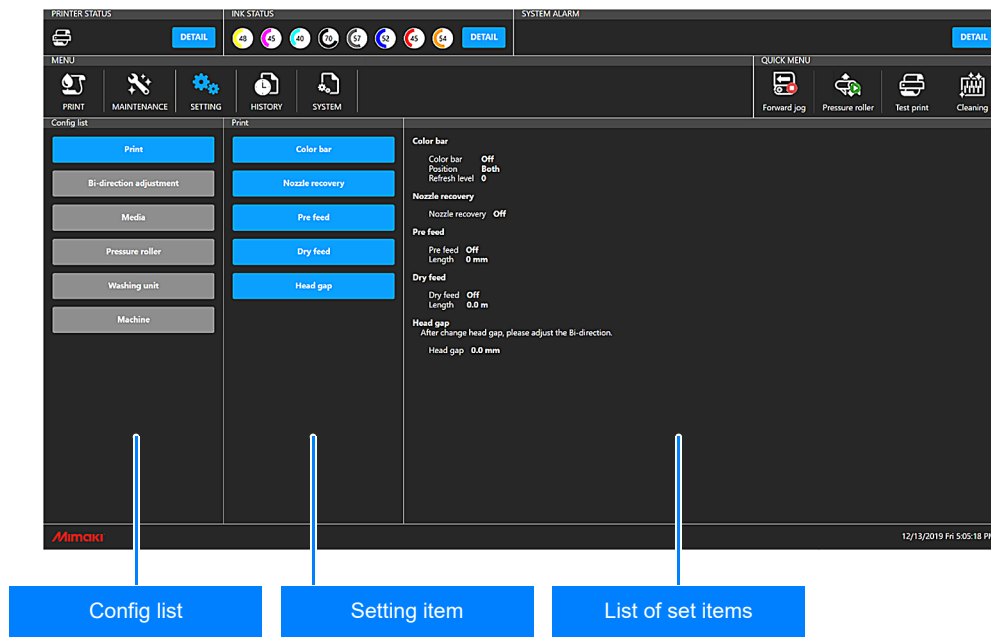 PRINTER STATUS
INK STATUS
SYSTEM ALARM
DETAIL
48 45 40 70 57 52 45 54
DETAIL
DETAIL
MENU
QUICK MENU
PRINT
MAINTENANCE
SETTING
HISTORY
SYSTEM
Forward jog
Pressure roller
Test print
Cleaning
Config list
Print
Print
Bi-direction adjustment
Media
Pressure roller
Washing unit
Machine
Color bar
Nozzle recovery
Pre feed
Dry feed
Head gap
Color bar
Color bar Off
Position Both
Refresh level 0
Nozzle recovery
Nozzle recovery Off
Pre feed
Pre feed Off
Length 0 mm
Dry feed
Dry feed Off
Length 0.0 m
Head gap
After change head gap, please adjust the Bi-direction.
Head gap 0.0 mm
Mimaki
12/13/2019 Fri 5:05:18 PM
Config list
Setting item
List of set items